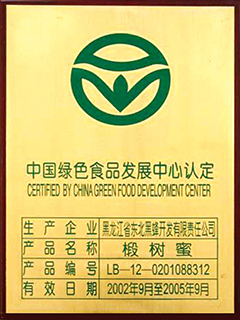 中国绿色食品发展中心认定
CERTIFIED BY CHINA GREEN FOOD DEVELOPMENT CENTER
生产企业 黑龙江省东北黑蜂开发有限责任公司
产品名称 椴树蜜
产品编号 LB—12—0201088312
有效日期 2002年9月至2005年9月